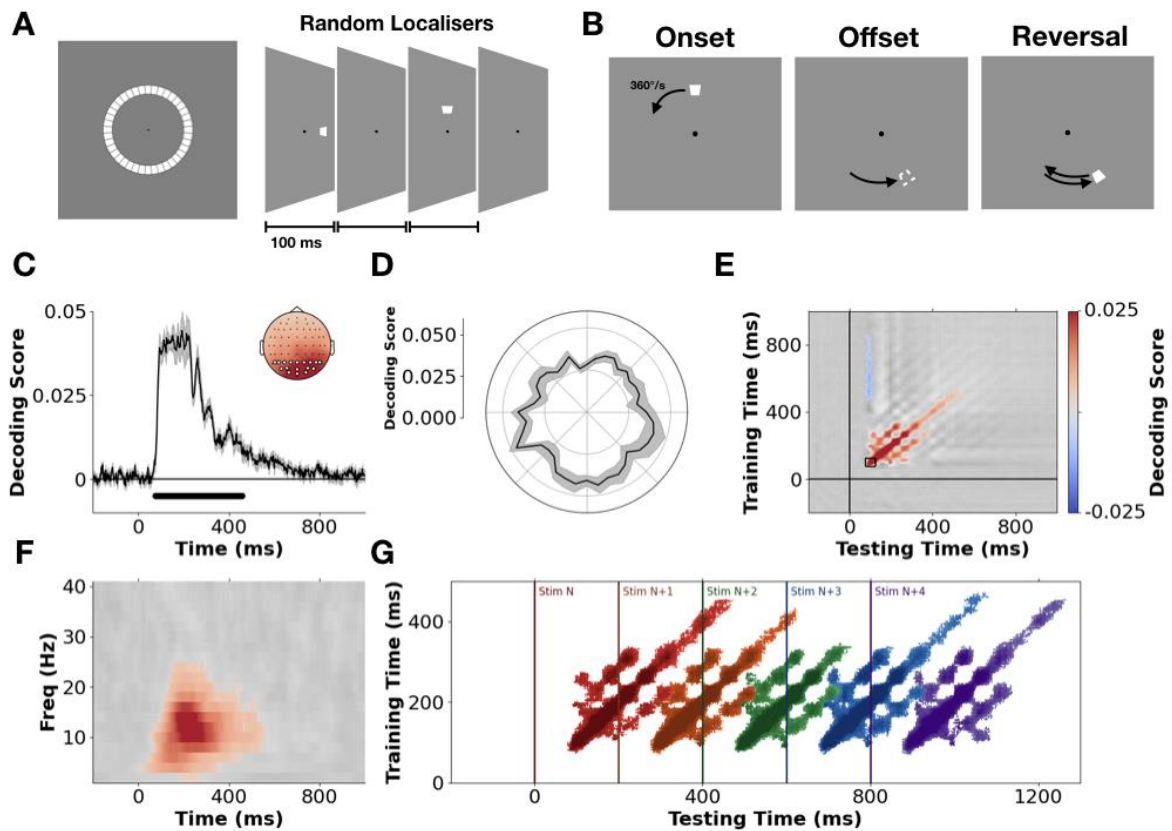 A
Random Localisers
100 ms
B
Onset
Offset
Reversal
360°/s
C
Decoding Score
0.05
0.025
0
0
400
800
Time (ms)
D
Decoding Score
0.050
0.025
0.000
E
Training Time (ms)
800
400
0
0
400
800
Testing Time (ms)
0.025
-0.025
Decoding Score
F
Freq (Hz)
40
30
20
10
0
400
800
Time (ms)
G
Training Time (ms)
400
200
0
Stim N
Stim N+1
Stim N+2
Stim N+3
Stim N+4
0
400
800
1200
Testing Time (ms)